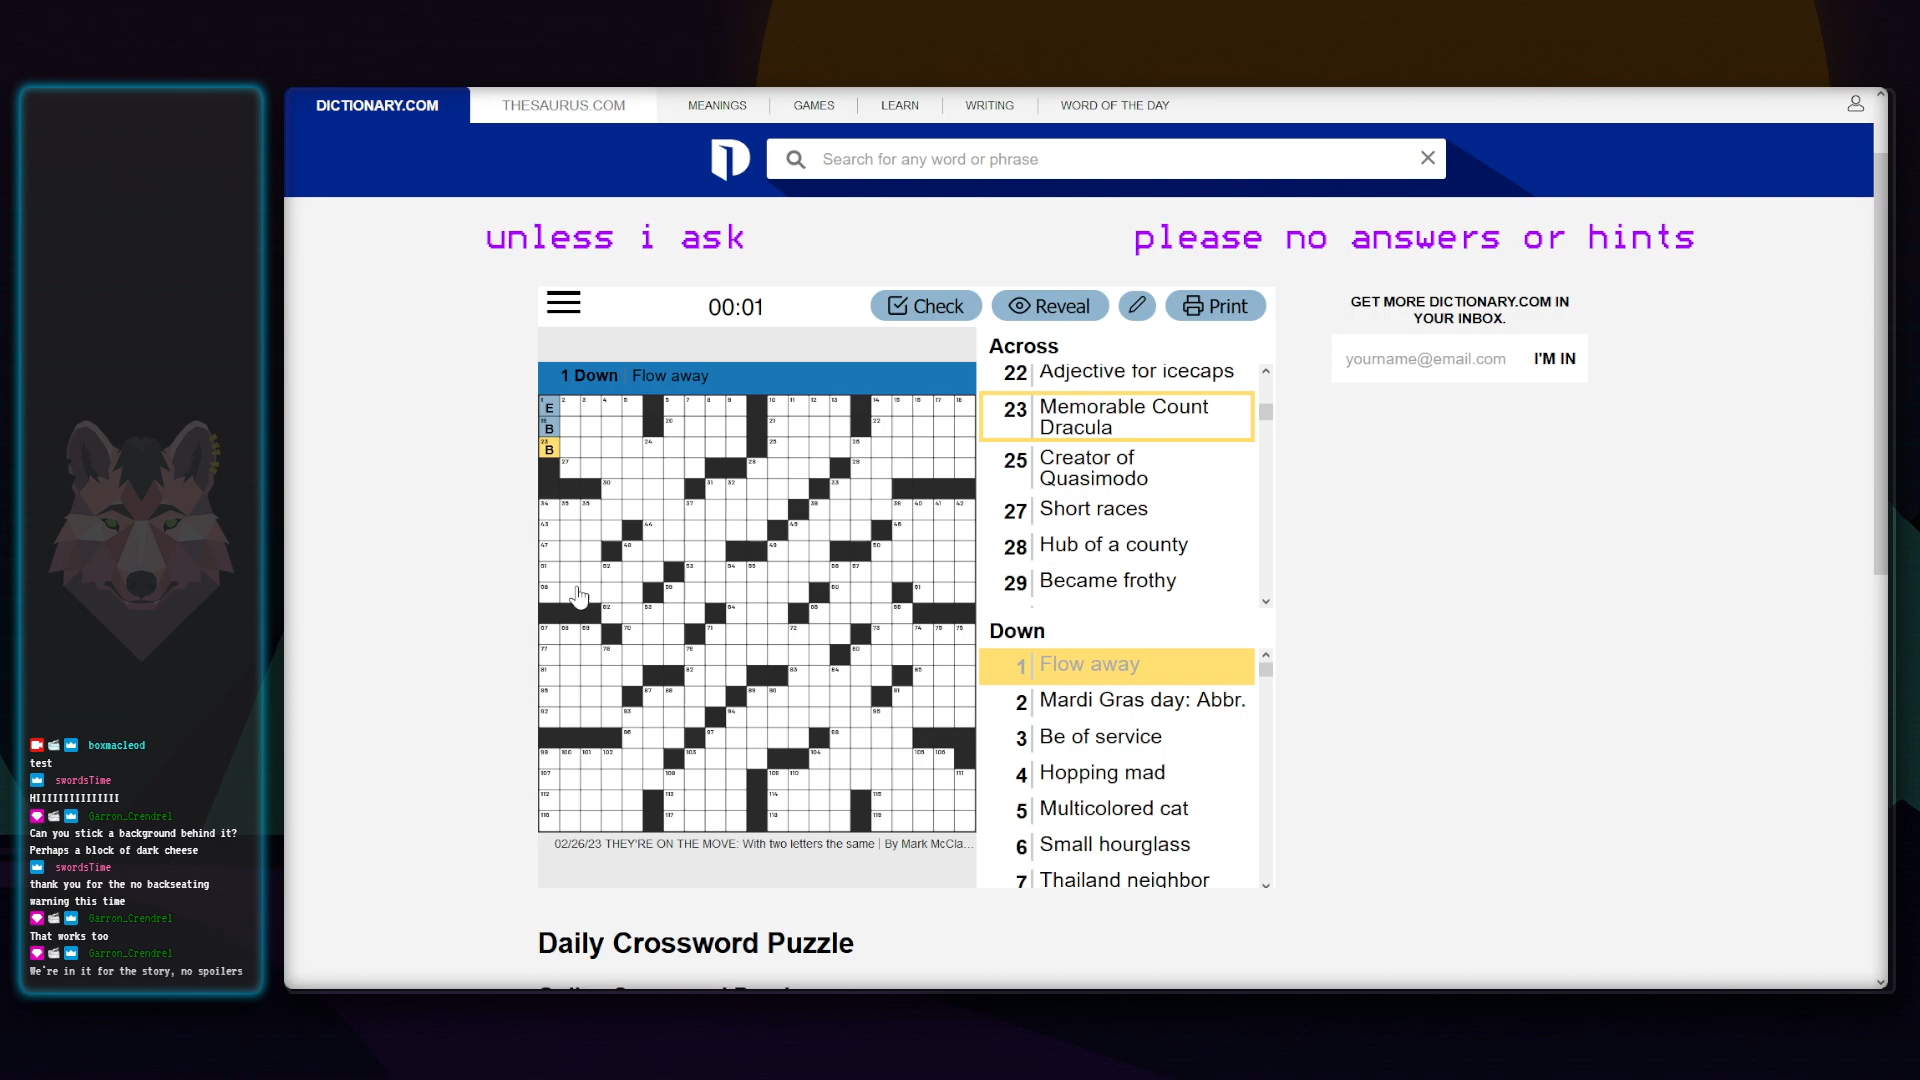 DICTIONARY.COM
THESAURUS.COM
MEANINGS
GAMES
LEARN
WRITING
WORD OF THE DAY
Search for any word or phrase
unless i ask
please no answers or hints
00:01
Check
Reveal
Print
GET MORE DICTIONARY.COM IN
YOUR INBOX.
yourname@email.com
I'M IN
1 Down Flow away
E
B
B
Across
22 Adjective for icecaps
23 Memorable Count
Dracula
25 Creator of
Quasimodo
27 Short races
28 Hub of a county
29 Became frothy
Down
1 Flow away
2 Mardi Gras day: Abbr.
3 Be of service
4 Hopping mad
5 Multicolored cat
6 Small hourglass
7 Thailand neighbor
02/26/23 THEY'RE ON THE MOVE: With two letters the same | By Mark McCla...
Daily Crossword Puzzle
boxmacleod
test
swordsTime
HIIIIIIIIIIIIIII
Garron_Crendrel
Can you stick a background behind it?
Perhaps a block of dark cheese
swordsTime
thank you for the no backseating
warning this time
Garron_Crendrel
That works too
Garron_Crendrel
We're in it for the story, no spoilers